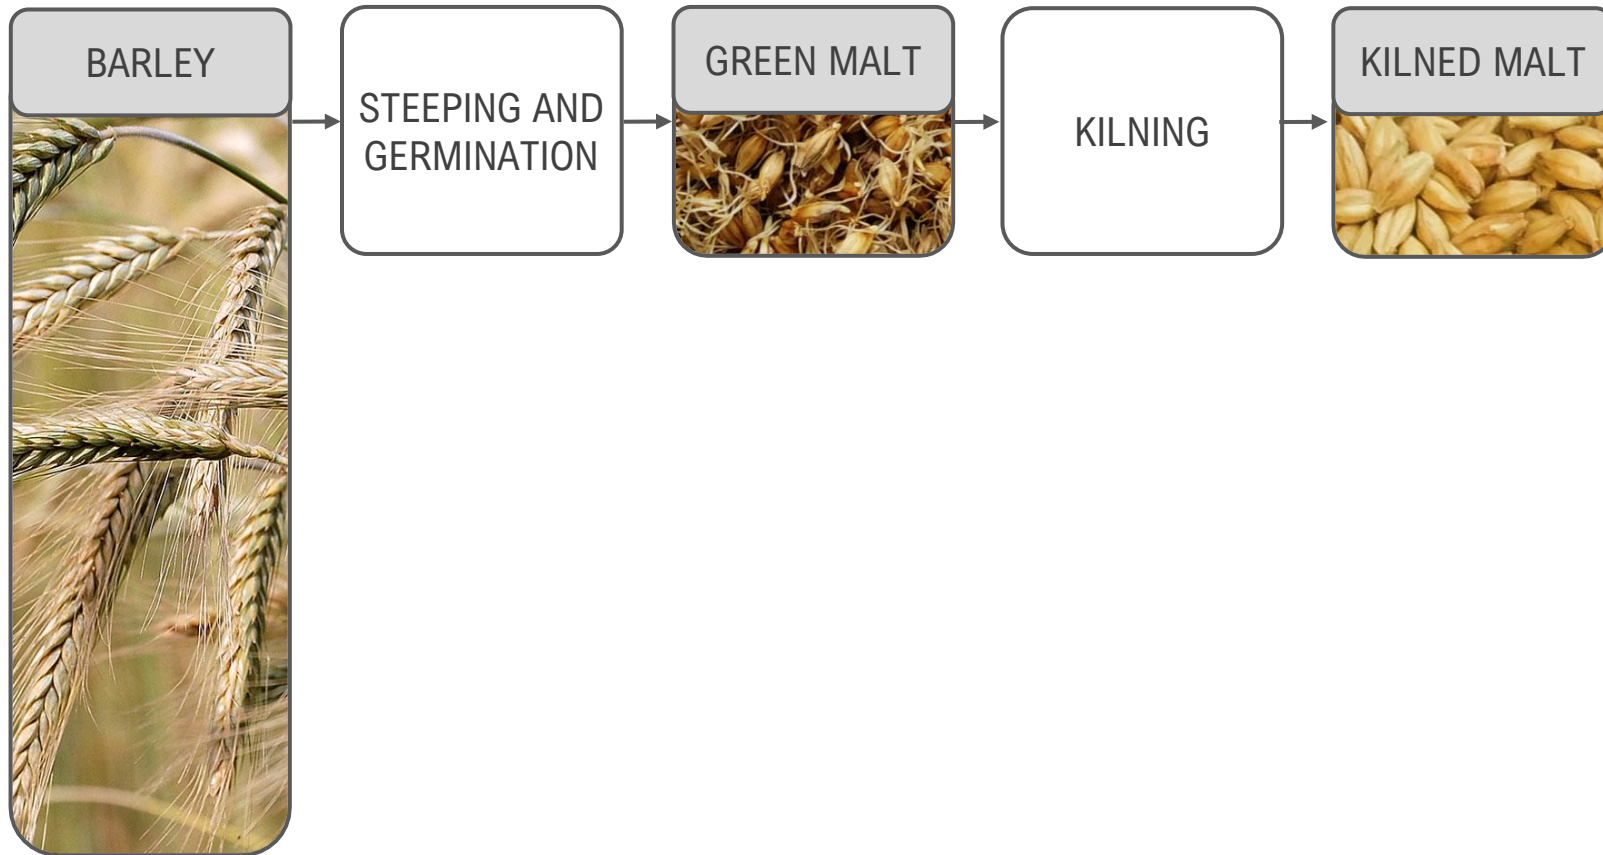 BARLEY
STEEPING AND
GERMINATION
GREEN MALT
KILNING
KILNED MALT